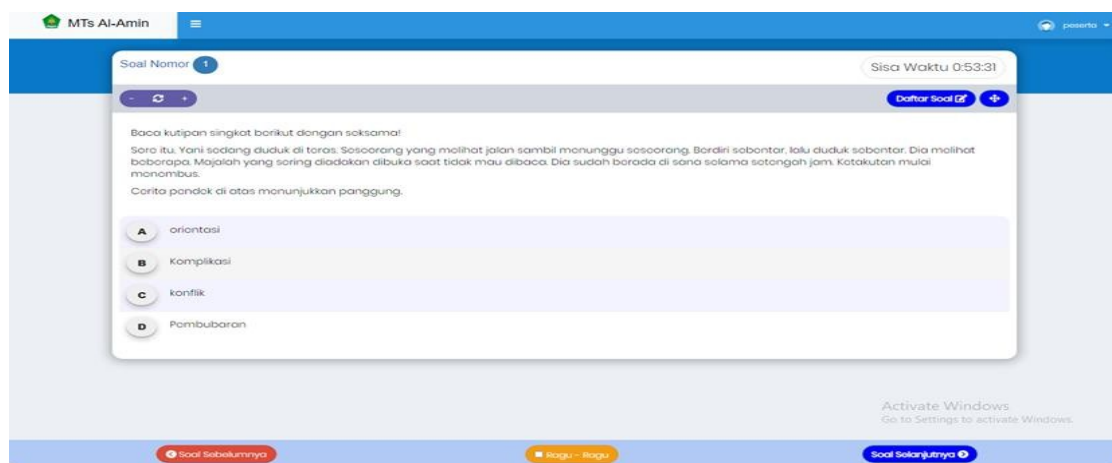 MTs Al-Amin
peserta
Soal Nomor 1
Sisa Waktu 0:53:31
- +
Daftar Soal
Baca kutipan singkat berikut dengan seksama!
Sore itu. Yani sedang duduk di teras. Seseorang yang melihat jalan sambil menunggu seseorang. Berdiri sebentar, lalu duduk sebentar. Dia melihat
beberapa. Majalah yang sering diadakan dibuka saat tidak mau dibaca. Dia sudah berada di sana selama setengah jam. Ketakutan mulai
menembus.
Cerita pendek di atas menunjukkan panggung.
A orientasi
B Komplikasi
C konflik
D Pembubaran
Activate Windows
Go to Settings to activate Windows.
Soal Sebelumnya
Ragu - Ragu
Soal Selanjutnya